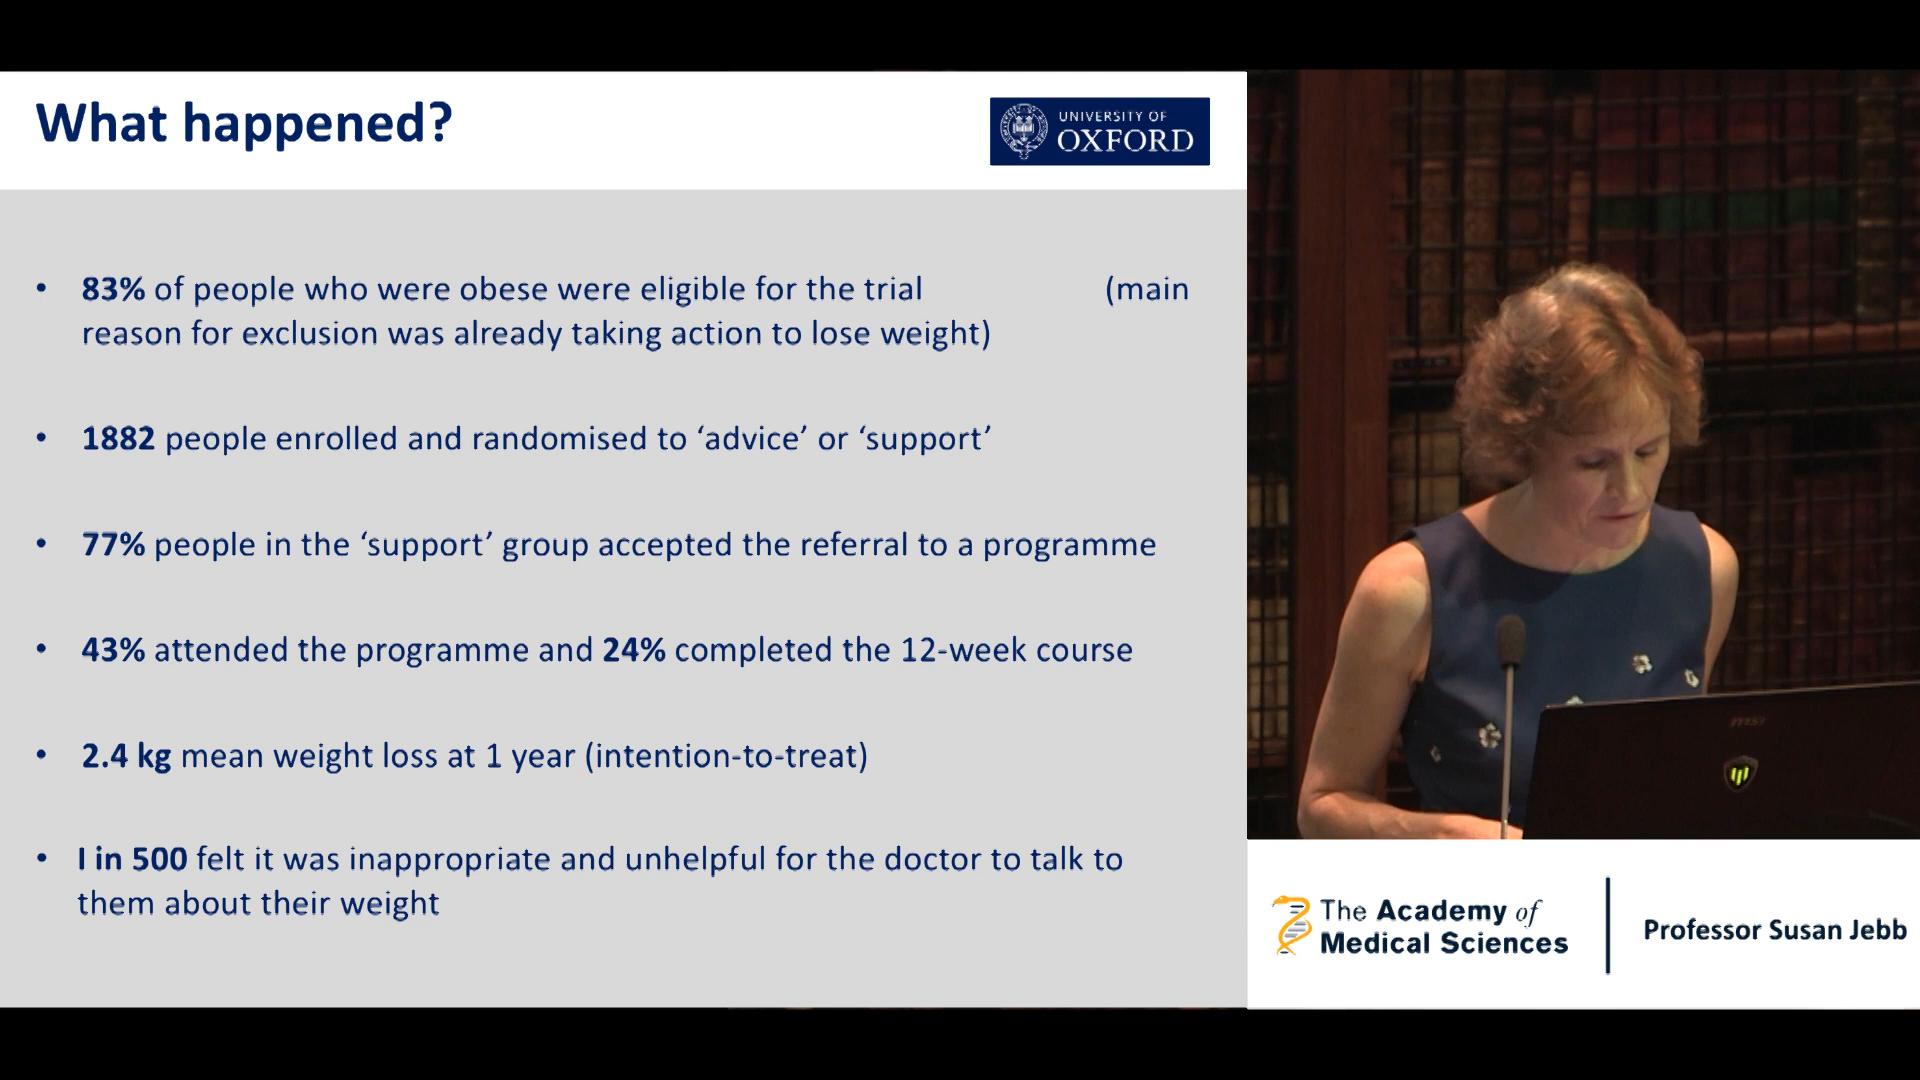 What happened?
UNIVERSITY OF
OXFORD
• 83% of people who were obese were eligible for the trial (main
reason for exclusion was already taking action to lose weight)
• 1882 people enrolled and randomised to ‘advice’ or ‘support’
• 77% people in the ‘support’ group accepted the referral to a programme
• 43% attended the programme and 24% completed the 12-week course
• 2.4 kg mean weight loss at 1 year (intention-to-treat)
• I in 500 felt it was inappropriate and unhelpful for the doctor to talk to
them about their weight
msi
The Academy of
Medical Sciences
Professor Susan Jebb